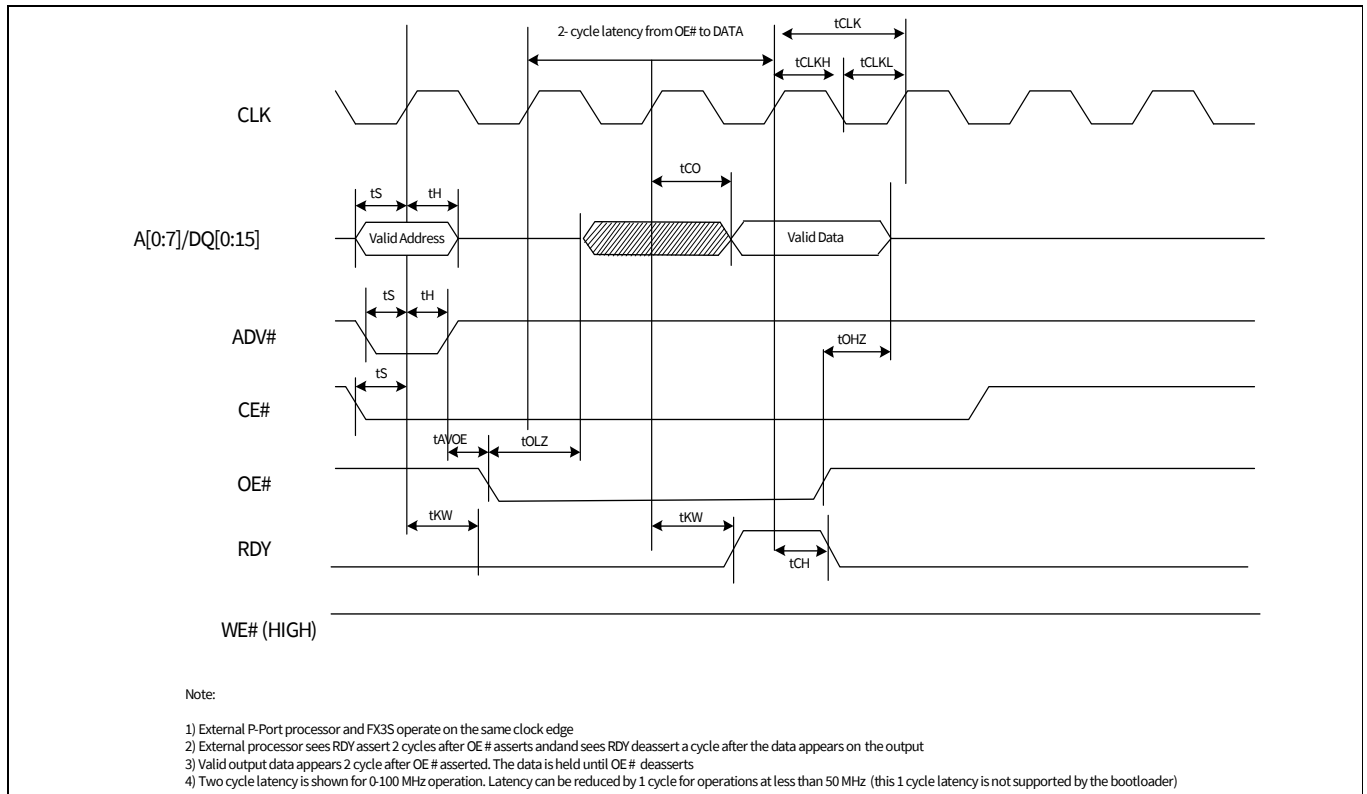 2- cycle latency from OE# to DATA
tCLK
tCLKH
tCLKL
CLK
tCO
tS
tH
A[0:7]/DQ[0:15]
Valid Address
Valid Data
tS
tH
ADV#
tOHZ
tS
CE#
tAVOE
tOLZ
OE#
tKW
tKW
RDY
tCH
WE# (HIGH)
Note:
1) External P-Port processor and FX3S operate on the same clock edge
2) External processor sees RDY assert 2 cycles after OE # asserts andand sees RDY deassert a cycle after the data appears on the output
3) Valid output data appears 2 cycle after OE # asserted. The data is held until OE # deasserts
4) Two cycle latency is shown for 0-100 MHz operation. Latency can be reduced by 1 cycle for operations at less than 50 MHz (this 1 cycle latency is not supported by the bootloader)